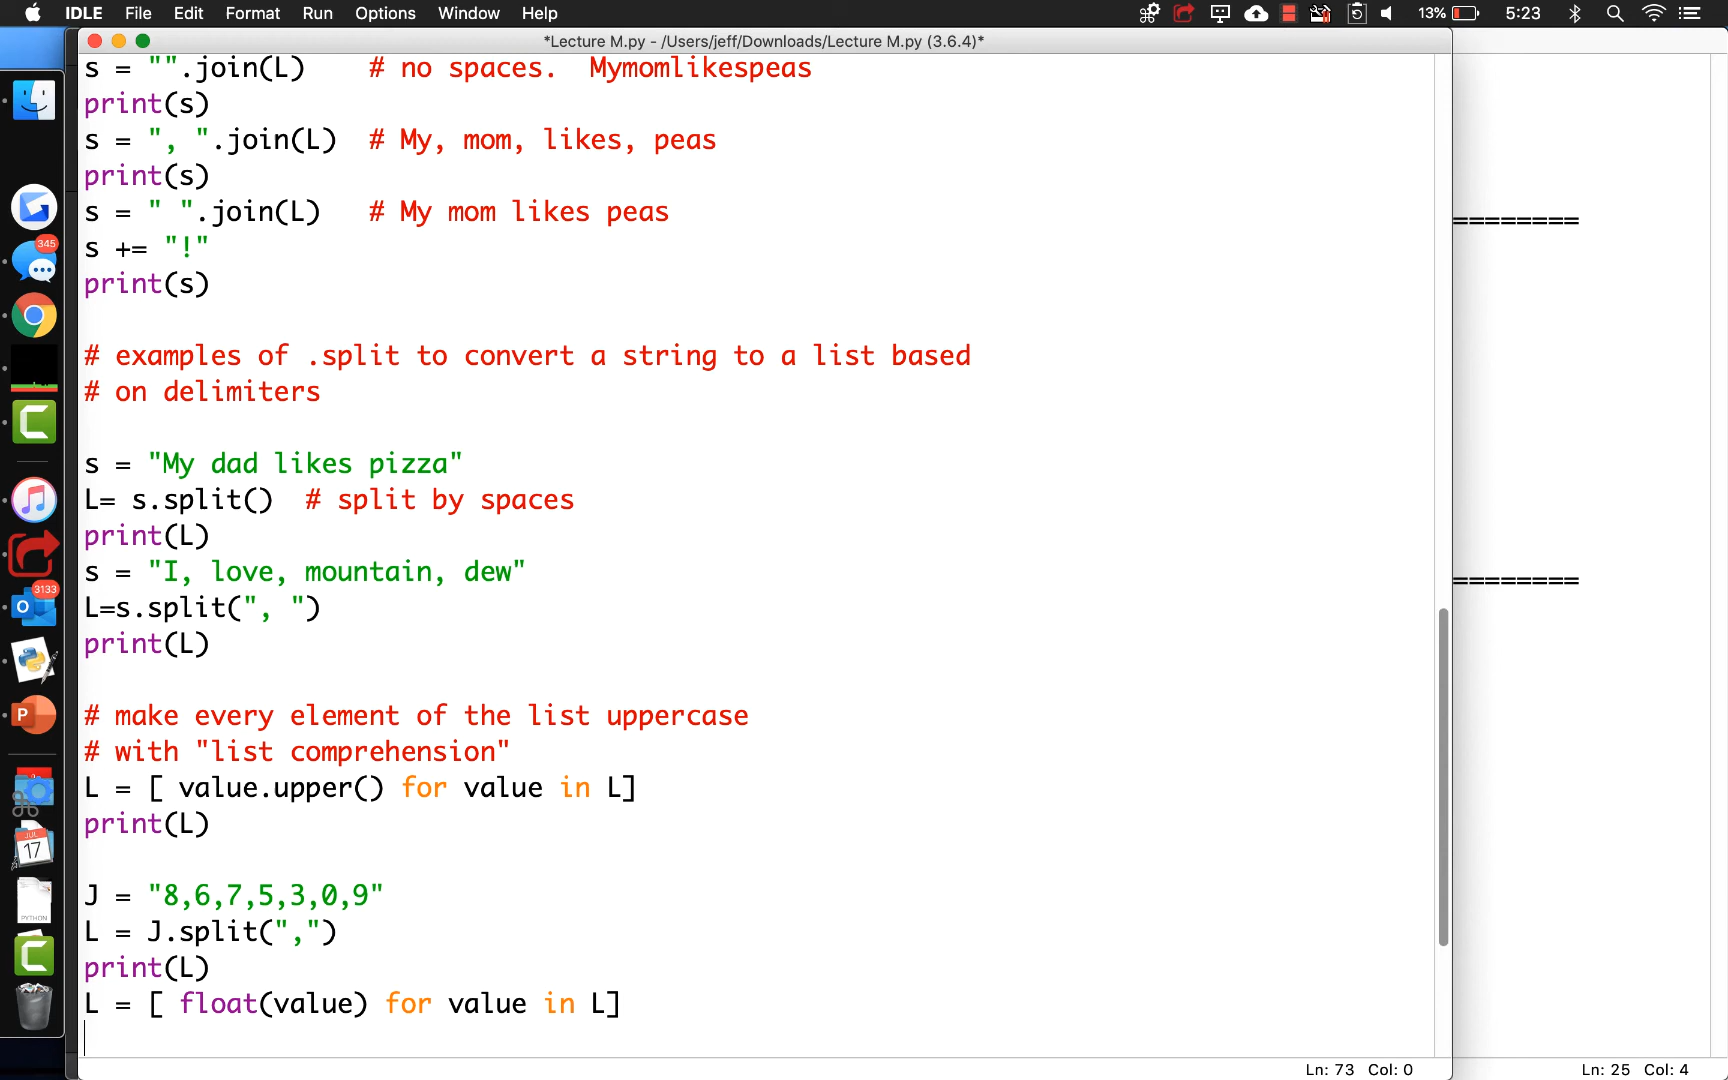 IDLE File Edit Format Run Options Window Help 13% 5:23
*Lecture M.py - /Users/jeff/Downloads/Lecture M.py (3.6.4)*
s = "".join(L)    # no spaces.  Mymomlikespeas
print(s)
s = ", ".join(L)  # My, mom, likes, peas
print(s)
s = " ".join(L)   # My mom likes peas
s += "!"
print(s)
# examples of .split to convert a string to a list based
# on delimiters
s = "My dad likes pizza"
L= s.split()  # split by spaces
print(L)
s = "I, love, mountain, dew"
L=s.split(", ")
print(L)
# make every element of the list uppercase
# with "list comprehension"
L = [ value.upper() for value in L]
print(L)
J = "8,6,7,5,3,0,9"
L = J.split(",")
print(L)
L = [ float(value) for value in L]
Ln: 73 Col: 0
========
========
Ln: 25 Col: 4
345
3133
O
P
JUL
17
PYTHON